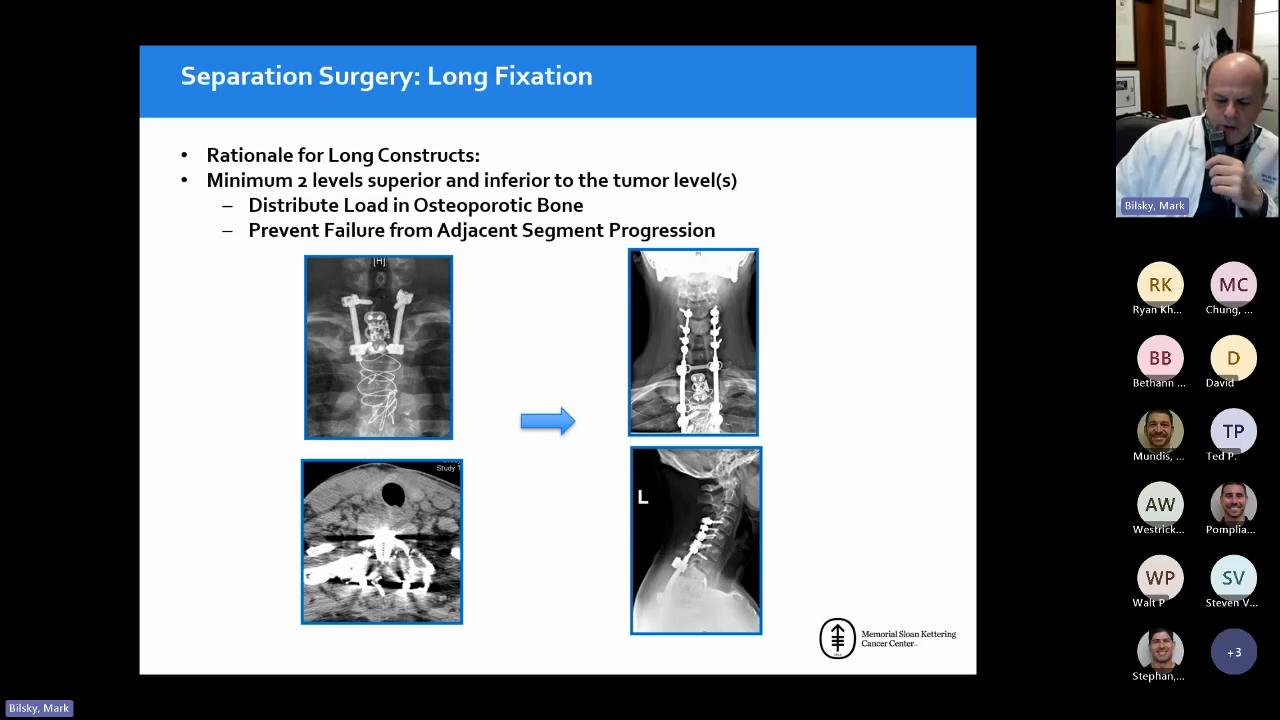 Separation Surgery: Long Fixation
• Rationale for Long Constructs:
• Minimum 2 levels superior and inferior to the tumor level(s)
– Distribute Load in Osteoporotic Bone
– Prevent Failure from Adjacent Segment Progression
[H]
Study
L
Memorial Sloan Kettering
Cancer Center
Bilsky, Mark
RK
MC
Ryan Kh...
Chung, ...
BB
D
Bethann ...
David
TP
Mundis, ...
Ted P.
AW
Westrick...
Pomplia...
WP
SV
Walt P
Steven V...
+3
Stephan,...
Bilsky, Mark